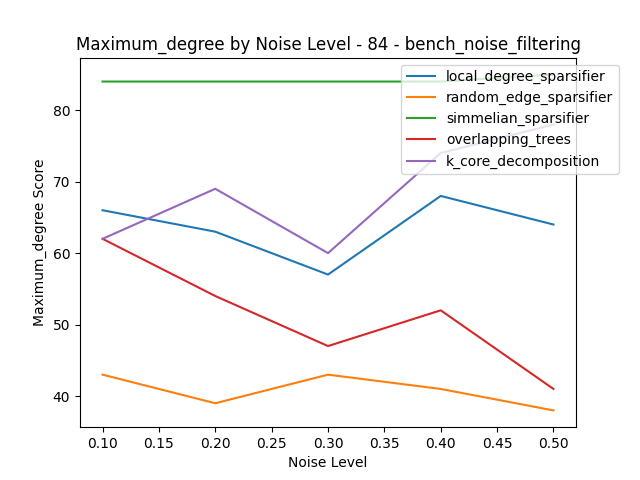 Maximum_degree by Noise Level - 84 - bench_noise_filtering
local_degree_sparsifier
random_edge_sparsifier
simmelian_sparsifier
overlapping_trees
k_core_decomposition
Maximum_degree Score
80
70
60
50
40
0.10 0.15 0.20 0.25 0.30 0.35 0.40 0.45 0.50
Noise Level